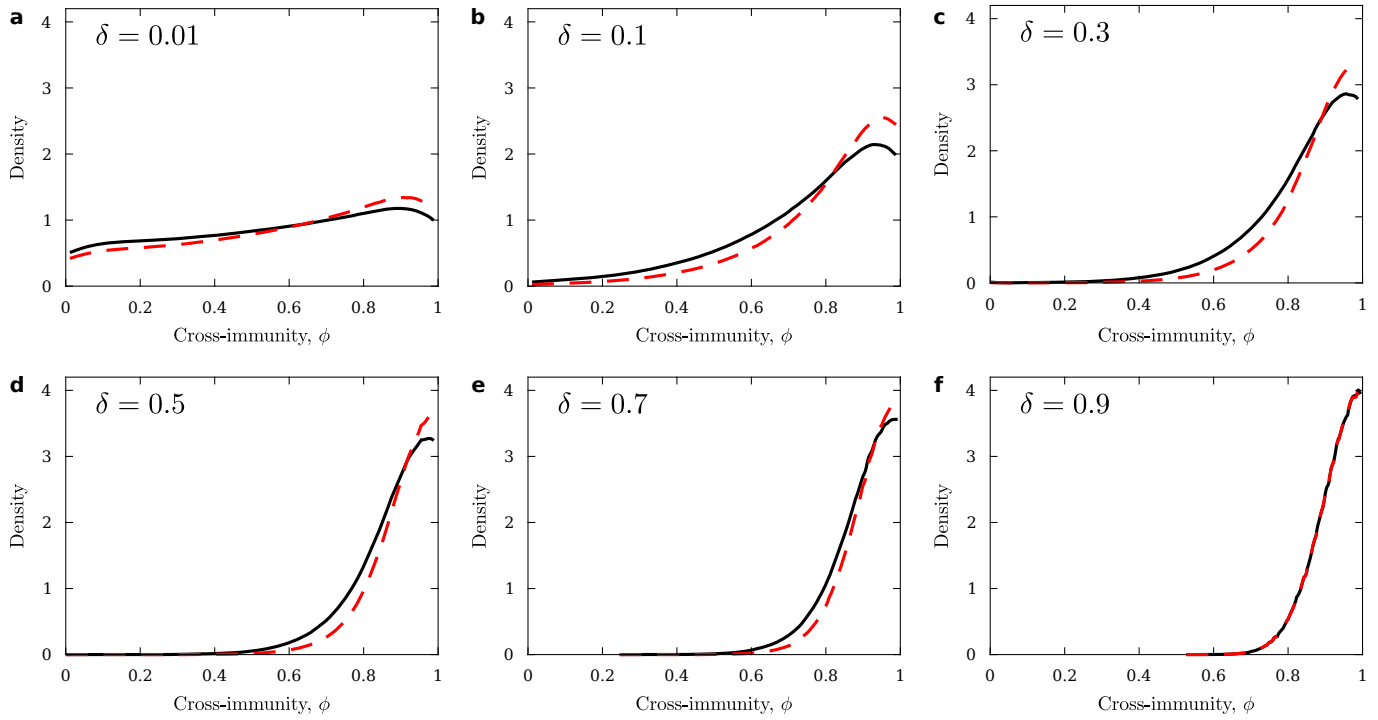 a
δ = 0.01
Density
4
3
2
1
0
0 0.2 0.4 0.6 0.8 1
Cross-immunity, ϕ
b
δ = 0.1
Density
4
3
2
1
0
0 0.2 0.4 0.6 0.8 1
Cross-immunity, ϕ
c
δ = 0.3
Density
4
3
2
1
0
0 0.2 0.4 0.6 0.8 1
Cross-immunity, ϕ
d
δ = 0.5
Density
4
3
2
1
0
0 0.2 0.4 0.6 0.8 1
Cross-immunity, ϕ
e
δ = 0.7
Density
4
3
2
1
0
0 0.2 0.4 0.6 0.8 1
Cross-immunity, ϕ
f
δ = 0.9
Density
4
3
2
1
0
0 0.2 0.4 0.6 0.8 1
Cross-immunity, ϕ